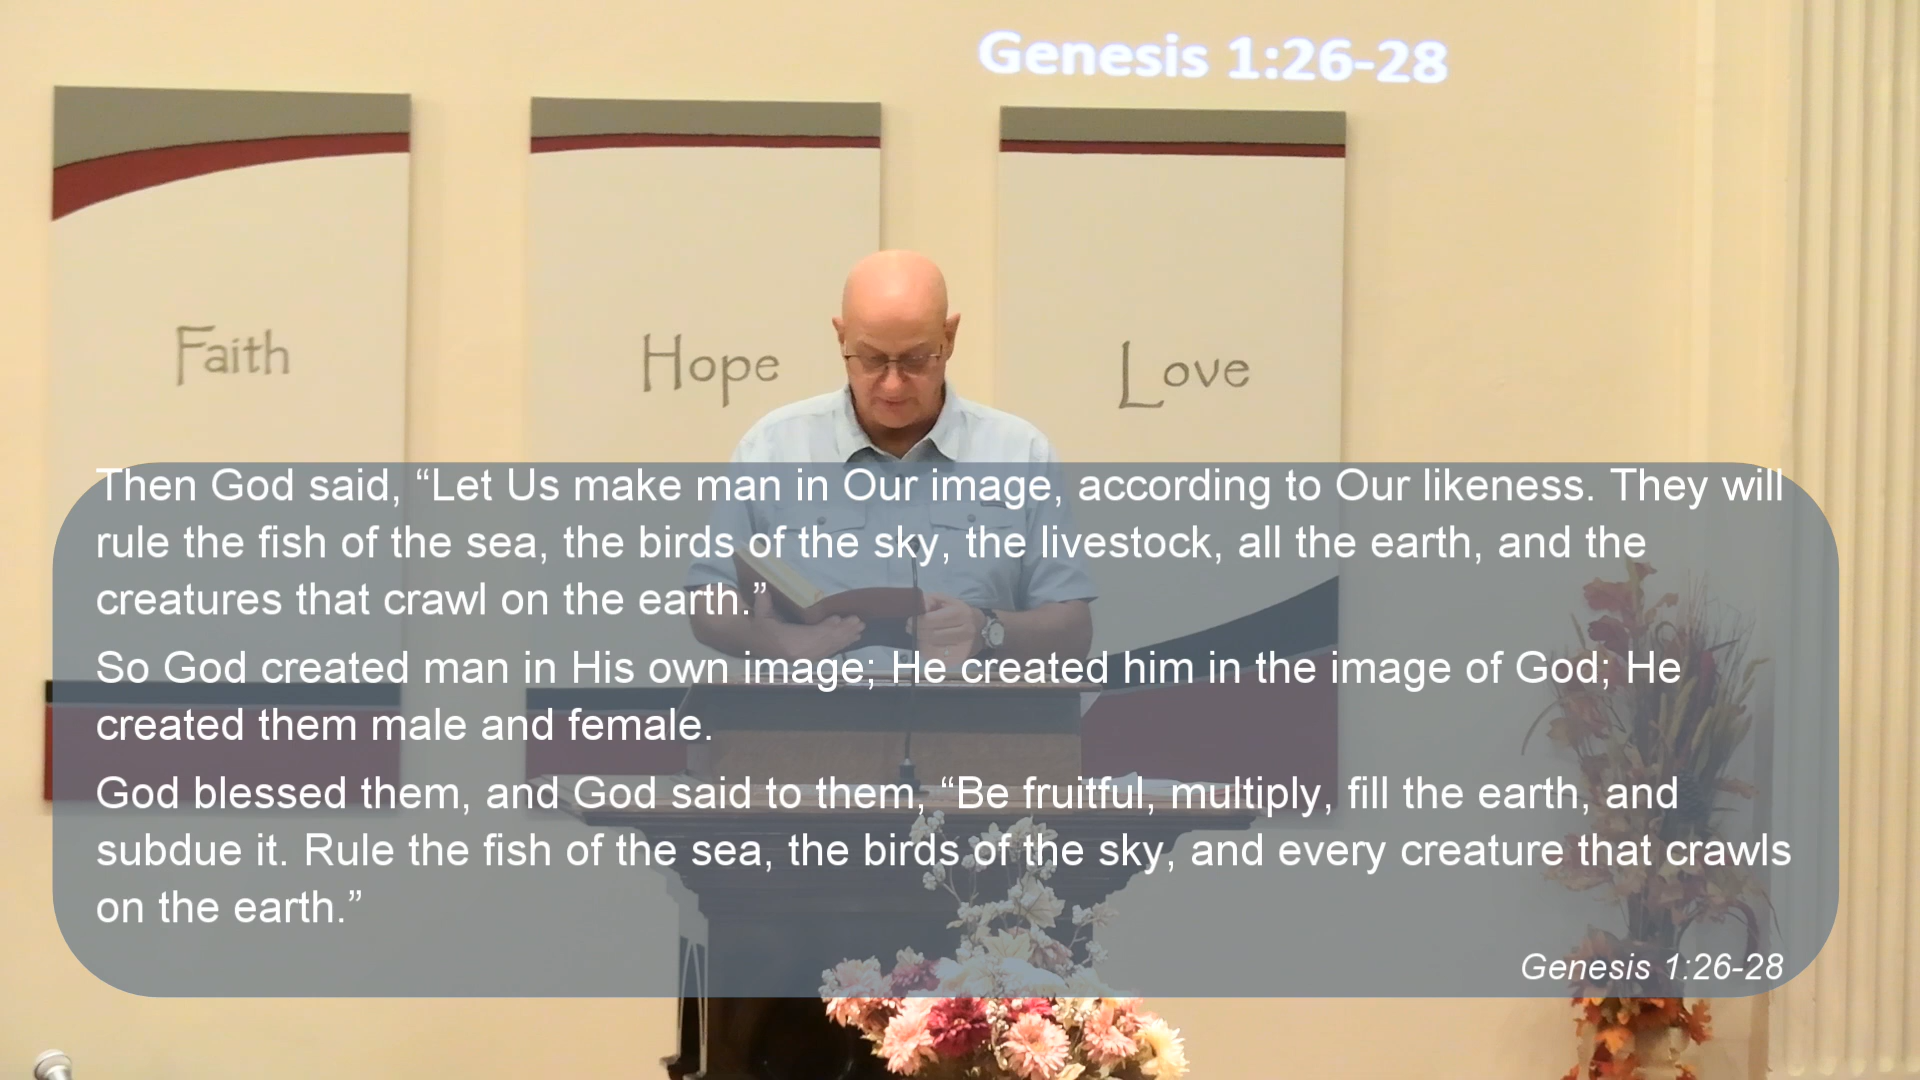 Genesis 1:26-28
Faith
Hope
Love
Then God said, “Let Us make man in Our image, according to Our likeness. They will
rule the fish of the sea, the birds of the sky, the livestock, all the earth, and the
creatures that crawl on the earth.”
So God created man in His own image; He created him in the image of God; He
created them male and female.
God blessed them, and God said to them, “Be fruitful, multiply, fill the earth, and
subdue it. Rule the fish of the sea, the birds of the sky, and every creature that crawls
on the earth.”
Genesis 1:26-28